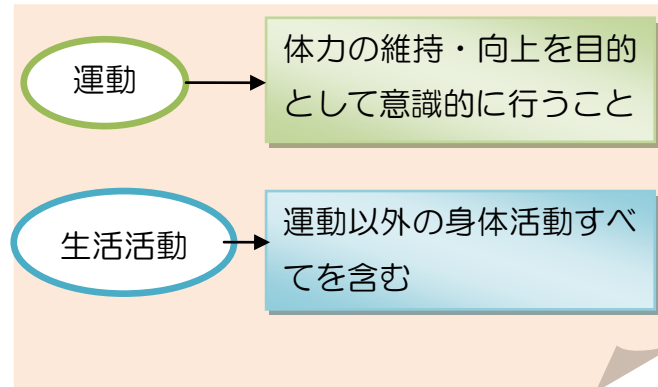 運動
体力の維持・向上を目的
として意識的に行うこと
生活活動
運動以外の身体活動すべ
てを含む